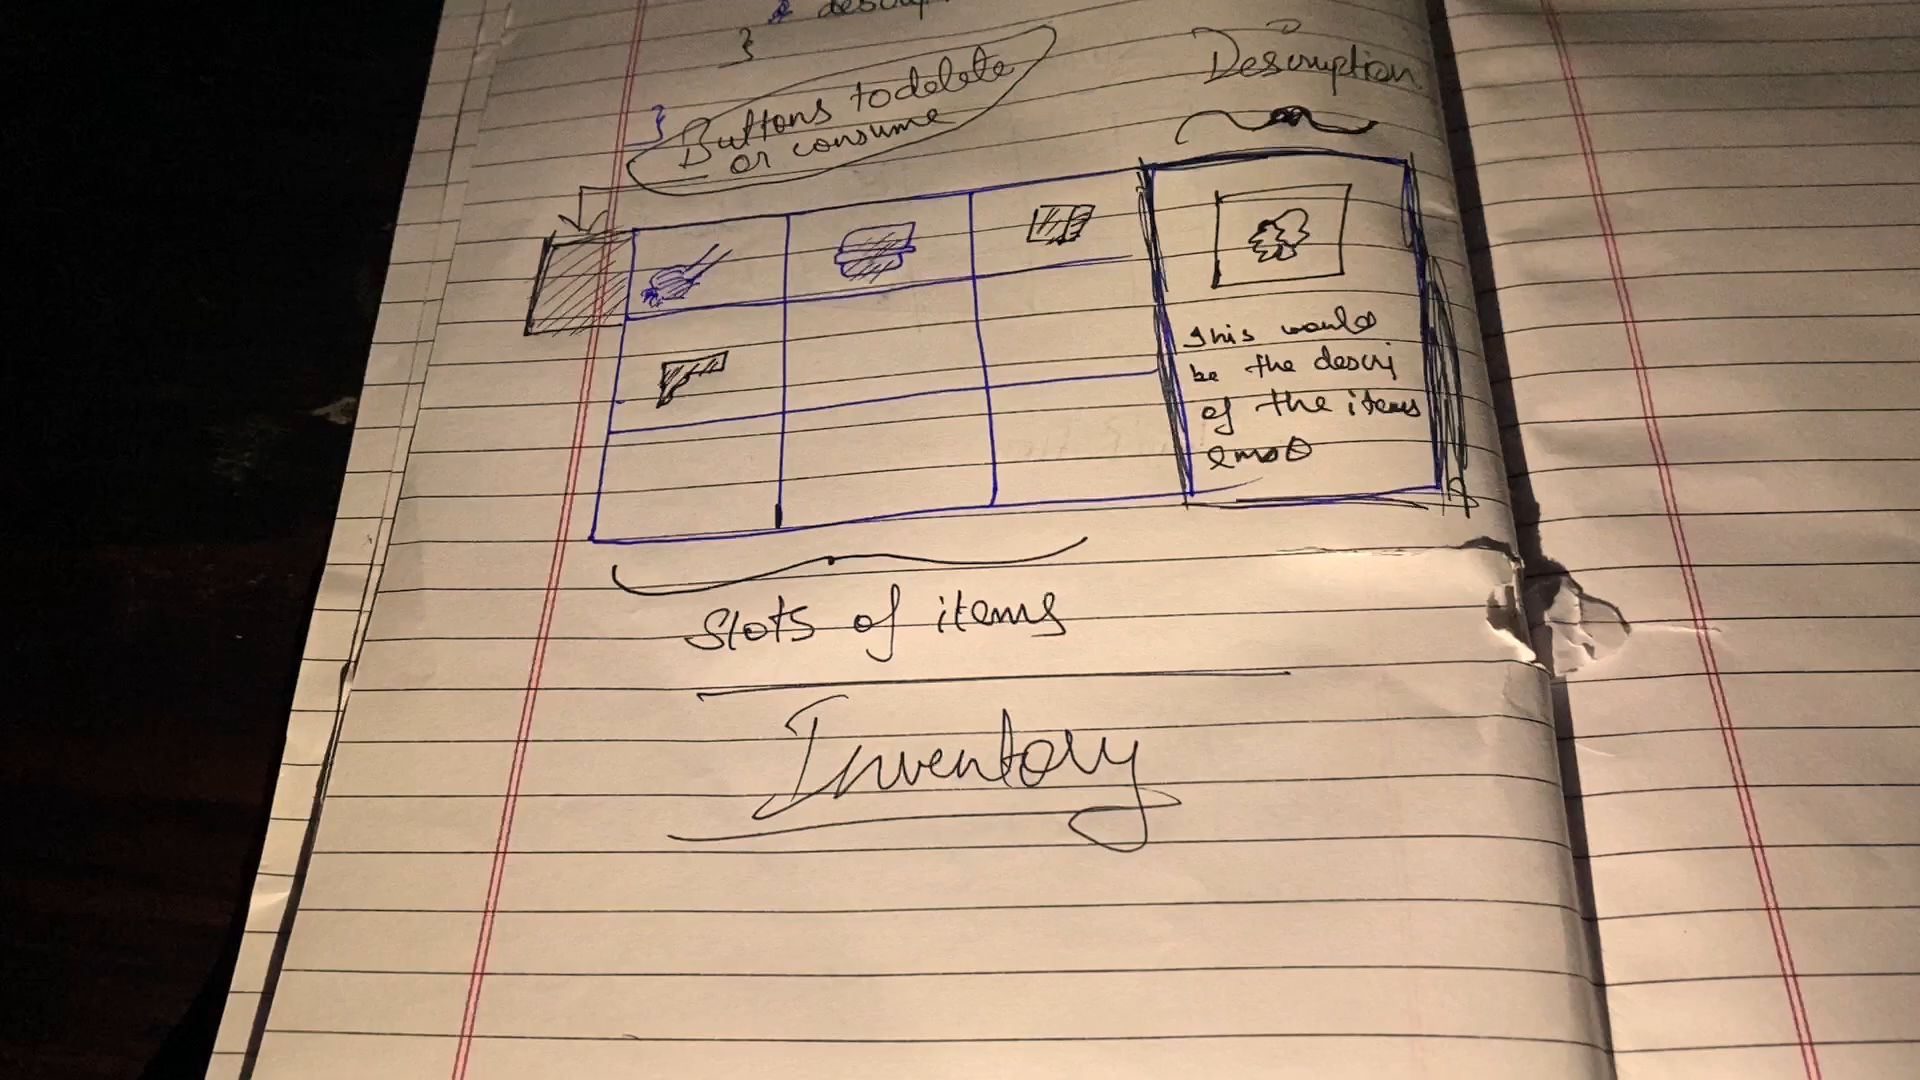 }
Buttons to delete
or consume
}
Description
This would
be the descri
of the items
Slots of items
Inventory